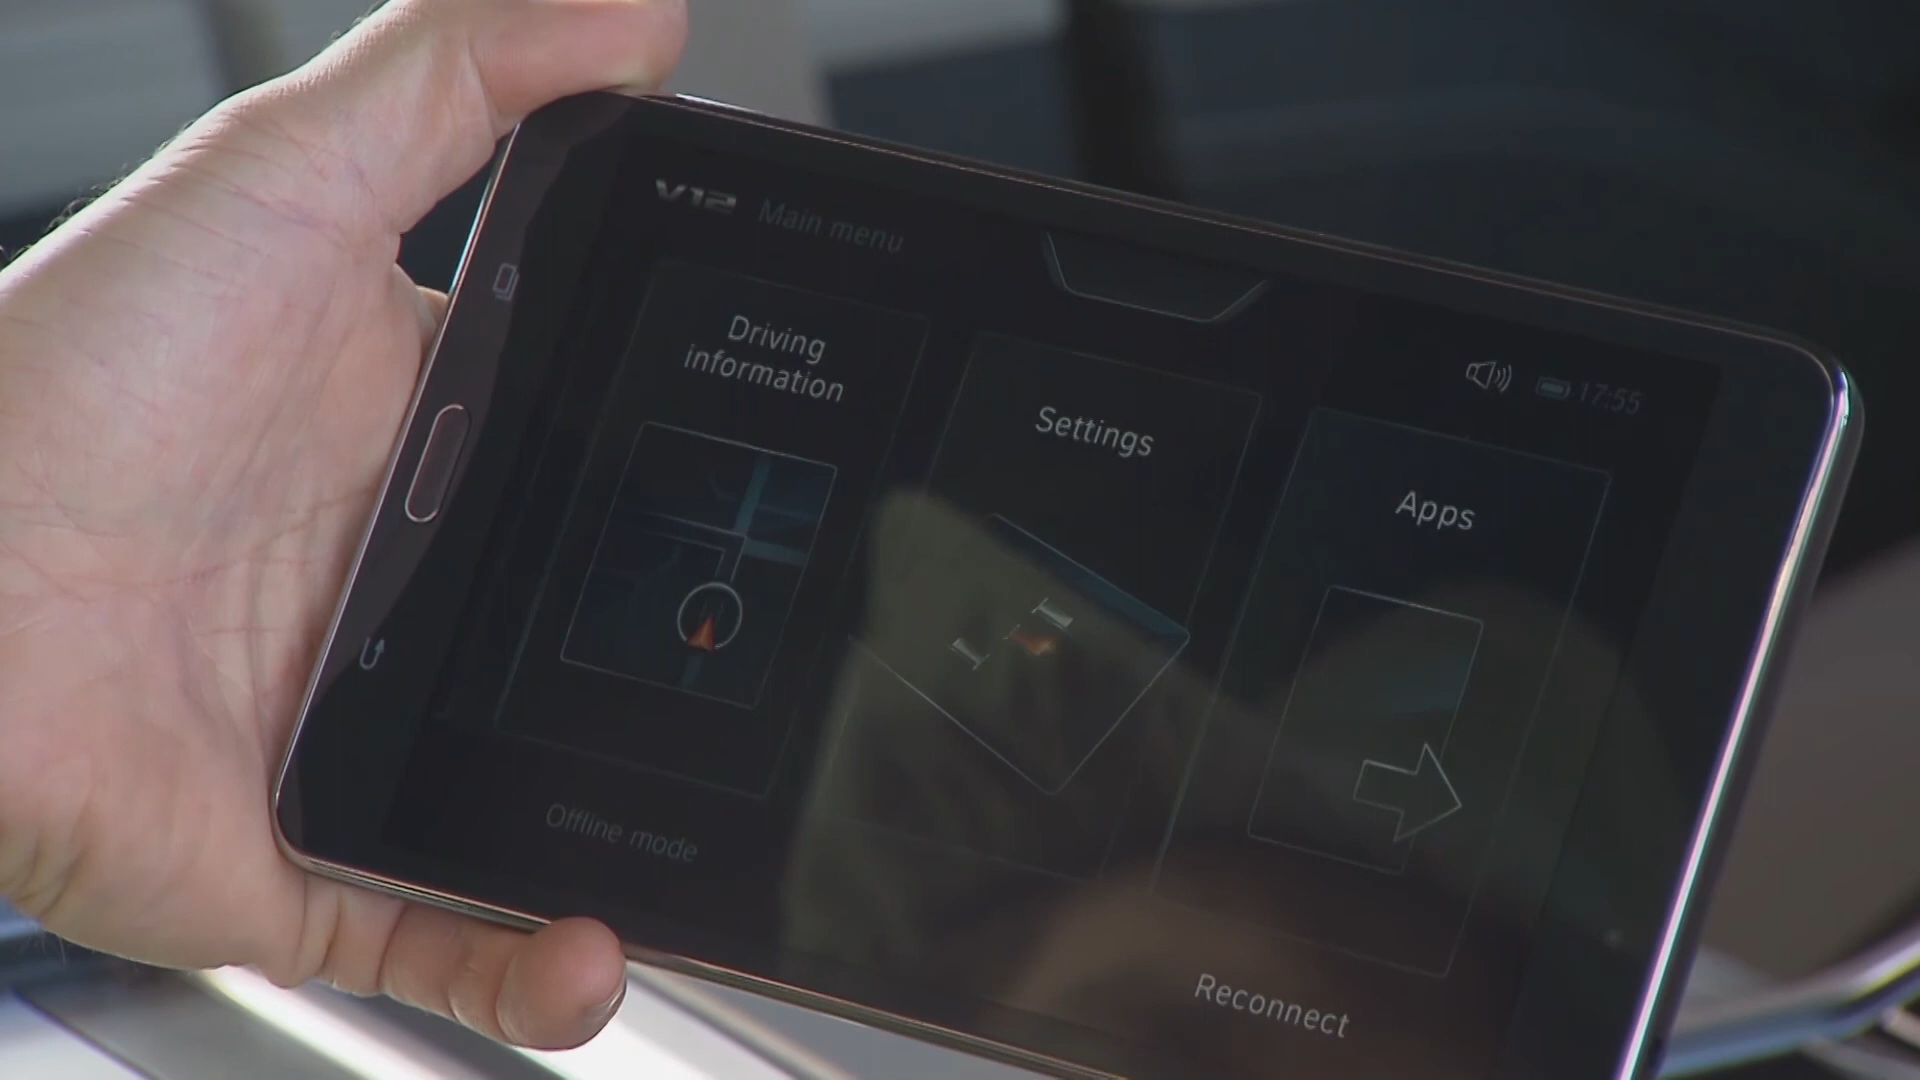 V12 Main menu
17:55
Driving
information
Settings
Apps
Offline mode
Reconnect